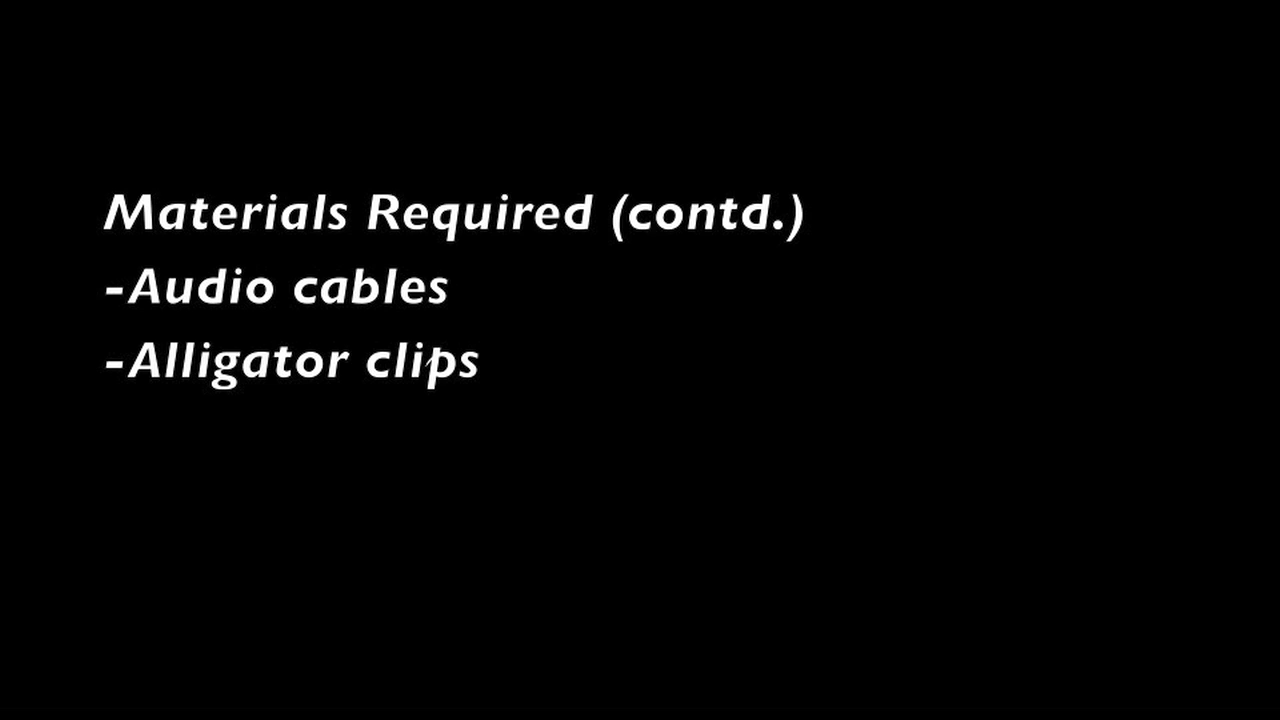 Materials Required (contd.)
-Audio cables
-Alligator clips